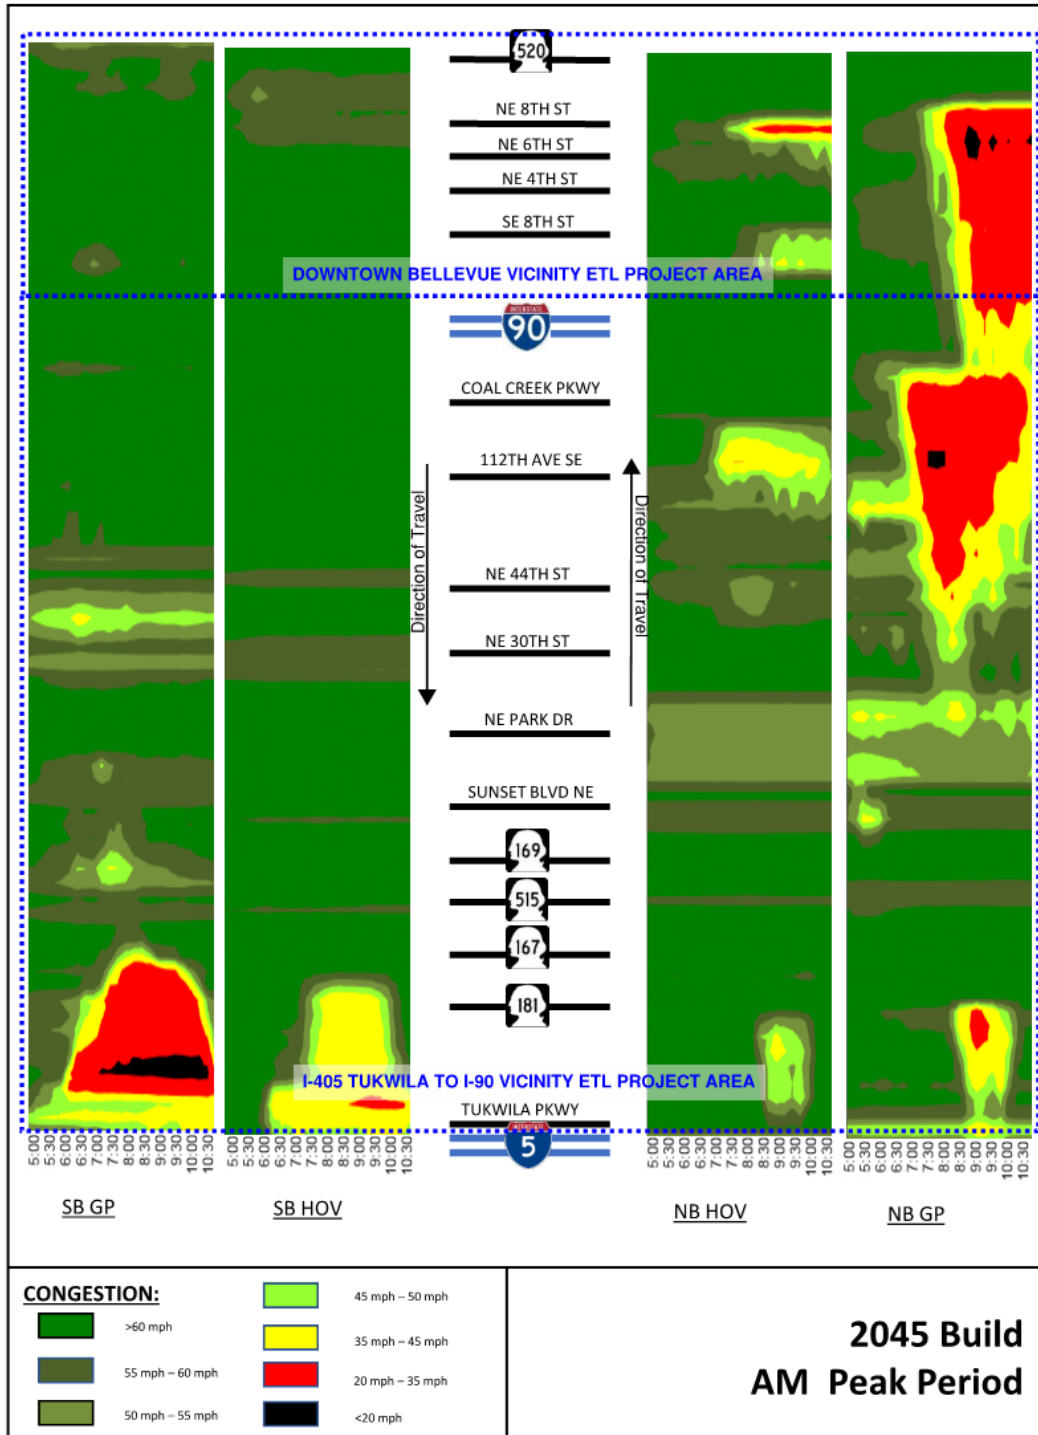 520
NE 8TH ST
NE 6TH ST
NE 4TH ST
SE 8TH ST
DOWNTOWN BELLEVUE VICINITY ETL PROJECT AREA
INTERSTATE
90
COAL CREEK PKWY
112TH AVE SE
Direction of Travel
Direction of Travel
NE 44TH ST
NE 30TH ST
NE PARK DR
SUNSET BLVD NE
169
515
167
181
I-405 TUKWILA TO I-90 VICINITY ETL PROJECT AREA
TUKWILA PKWY
INTERSTATE
5
5:00 5:30 6:00 6:30 7:00 7:30 8:00 8:30 9:00 9:30 10:00 10:30
5:00 5:30 6:00 6:30 7:00 7:30 8:00 8:30 9:00 9:30 10:00 10:30
5:00 5:30 6:00 6:30 7:00 7:30 8:00 8:30 9:00 9:30 10:00 10:30
5:00 5:30 6:00 6:30 7:00 7:30 8:00 8:30 9:00 9:30 10:00 10:30
SB GP
SB HOV
NB HOV
NB GP
CONGESTION:
>60 mph
55 mph – 60 mph
50 mph – 55 mph
45 mph – 50 mph
35 mph – 45 mph
20 mph – 35 mph
<20 mph
2045 Build
AM Peak Period